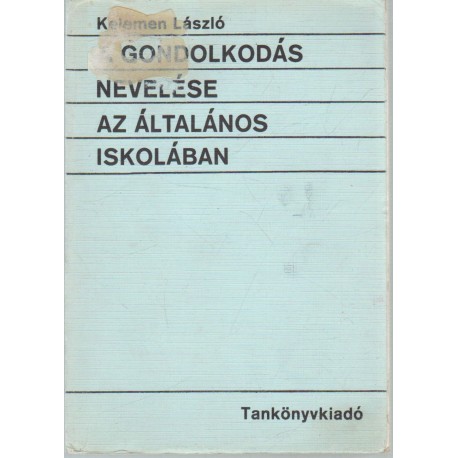 Kelemen László
A GONDOLKODÁS
NEVELÉSE
AZ ÁLTALÁNOS
ISKOLÁBAN
Tankönyvkiadó